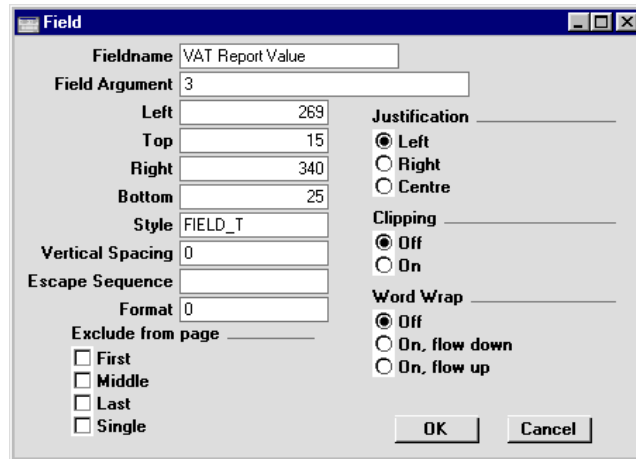 Field
Fieldname VAT Report Value
Field Argument 3
Left 269
Top 15
Right 340
Bottom 25
Style FIELD_T
Vertical Spacing 0
Escape Sequence
Format 0
Exclude from page
First
Middle
Last
Single
Justification
Left
Right
Centre
Clipping
Off
On
Word Wrap
Off
On, flow down
On, flow up
OK Cancel